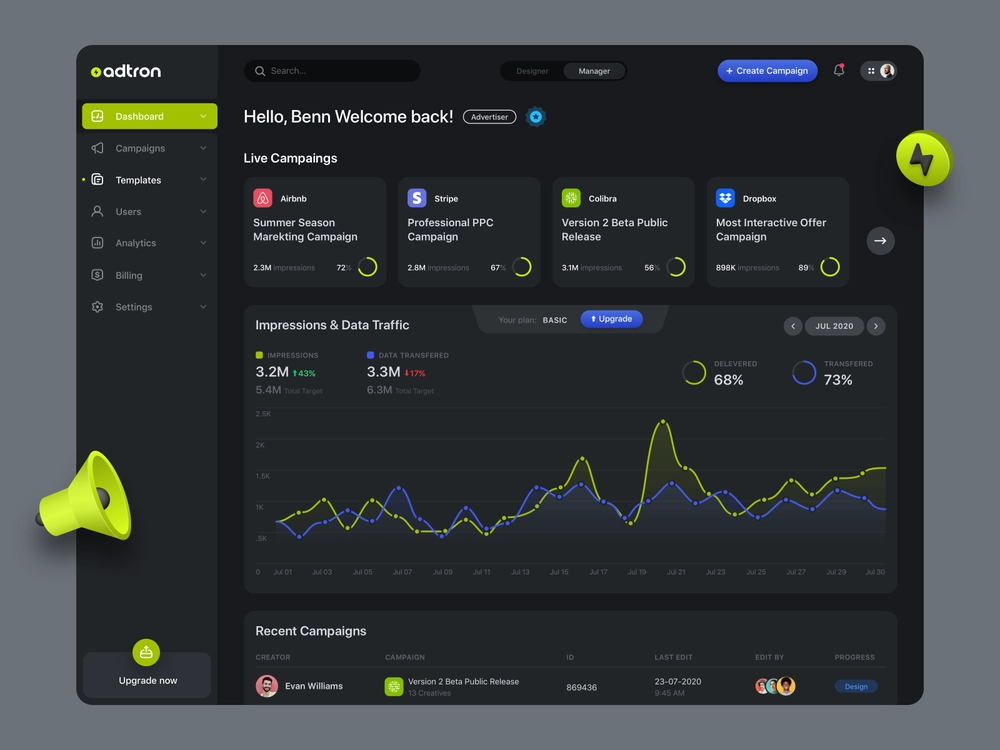 adtron
Search...
Designer
Manager
+ Create Campaign
Dashboard
Campaigns
Templates
Users
Analytics
Billing
Settings
Upgrade now
Hello, Benn Welcome back!
Advertiser
Live Campaings
Airbnb
Summer Season
Marekting Campaign
2.3M impressions
72%
Stripe
Professional PPC
Campaign
2.8M impressions
67%
Colibra
Version 2 Beta Public
Release
3.1M impressions
56%
Dropbox
Most Interactive Offer
Campaign
898K impressions
89%
Impressions & Data Traffic
Your plan: BASIC
Upgrade
JUL 2020
IMPRESSIONS
3.2M 43%
5.4M Total Target
DATA TRANSFERED
3.3M 17%
6.3M Total Target
DELEVERED
68%
TRANSFERED
73%
2.5K
2K
1.5K
1K
.5K
0 Jul 01 Jul 03 Jul 05 Jul 07 Jul 09 Jul 11 Jul 13 Jul 15 Jul 17 Jul 19 Jul 21 Jul 23 Jul 25 Jul 27 Jul 29 Jul 30
Recent Campaigns
CREATOR CAMPAIGN ID LAST EDIT EDIT BY PROGRESS
Evan Williams
Version 2 Beta Public Release
13 Creatives
869436
23-07-2020
9:45 AM
Design